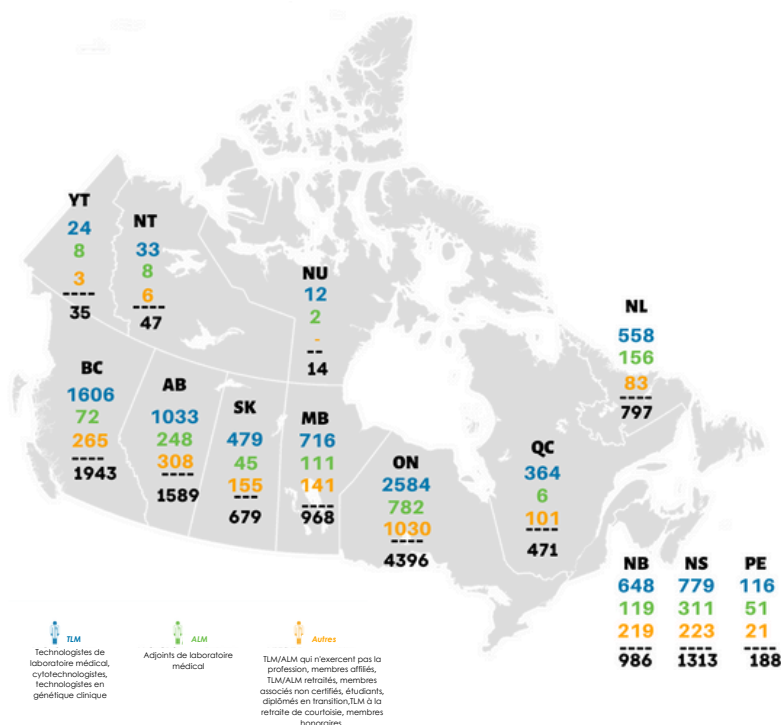 YT
24
8
3
----
35
NT
33
8
6
----
47
NU
12
2
-
--
14
NL
558
156
83
----
797
BC
1606
72
265
----
1943
AB
1033
248
308
----
1589
SK
479
45
155
---
679
MB
716
111
141
----
968
ON
2584
782
1030
----
4396
QC
364
6
101
----
471
NB
648
119
219
----
986
NS
779
311
223
----
1313
PE
116
51
21
----
188
TLM
Technologistes de
laboratoire médical,
cytotechnologistes,
technologistes en
génétique clinique
ALM
Adjoints de laboratoire
médical
Autres
TLM/ALM qui n'exercent pas la
profession, membres affiliés,
TLM/ALM retraités, membres
associés non certifiés, étudiants,
diplômés en transition,TLM à la
retraite de courtoisie, membres
honoraires